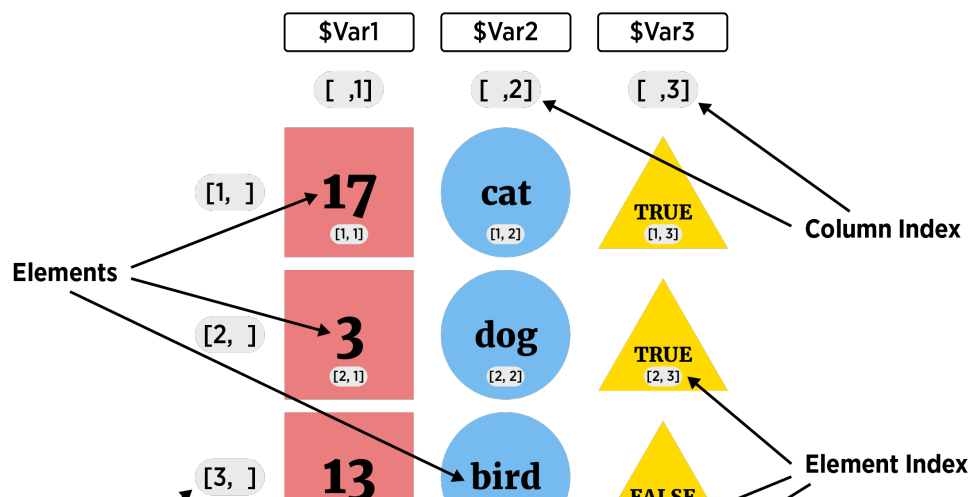 $Var1 $Var2 $Var3
[ ,1] [ ,2] [ ,3]
[1, ] 17 cat TRUE
[1, 1] [1, 2] [1, 3]
Column Index
Elements
[2, ] 3 dog TRUE
[2, 1] [2, 2] [2, 3]
Element Index
[3, ] 13 bird FALSE